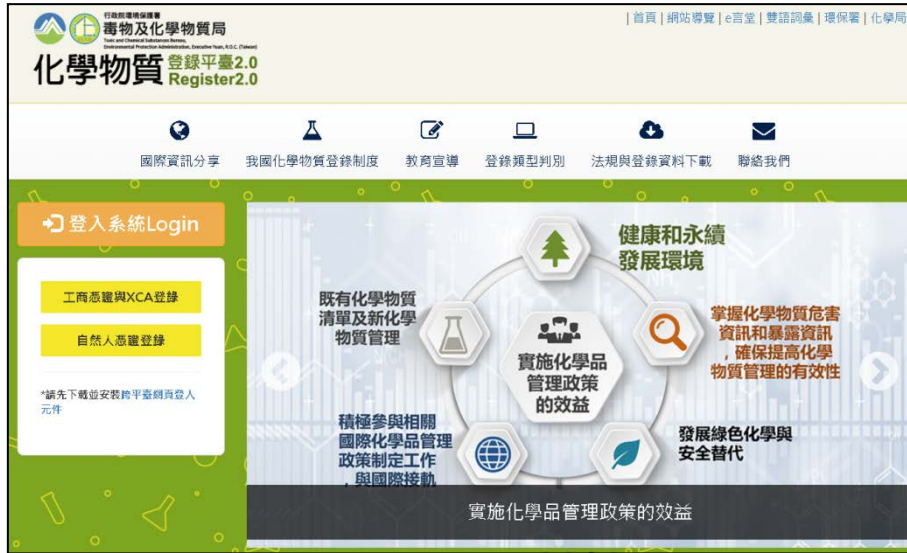 行政院環境保護署
毒物及化學物質局
Toxic and Chemical Substances Bureau,
Environmental Protection Administration, Executive Yuan, R.O.C. (Taiwan)
化學物質 登錄平臺2.0
Register2.0
|首頁|網站導覽|e言堂|雙語詞彙|環保署|化學局
國際資訊分享 我國化學物質登錄制度 教育宣導 登錄類型判別 法規與登錄資料下載 聯絡我們
登入系統Login
工商憑證與XCA登錄
自然人憑證登錄
*請先下載並安裝跨平臺網頁登入
元件
健康和永續
發展環境
既有化學物質
清單及新化學
物質管理
掌握化學物質危害
資訊和暴露資訊
，確保提高化學
物質管理的有效性
實施化學品
管理政策
的效益
積極參與相關
國際化學品管理
政策制定工作
，與國際接軌
發展綠色化學與
安全替代
實施化學品管理政策的效益